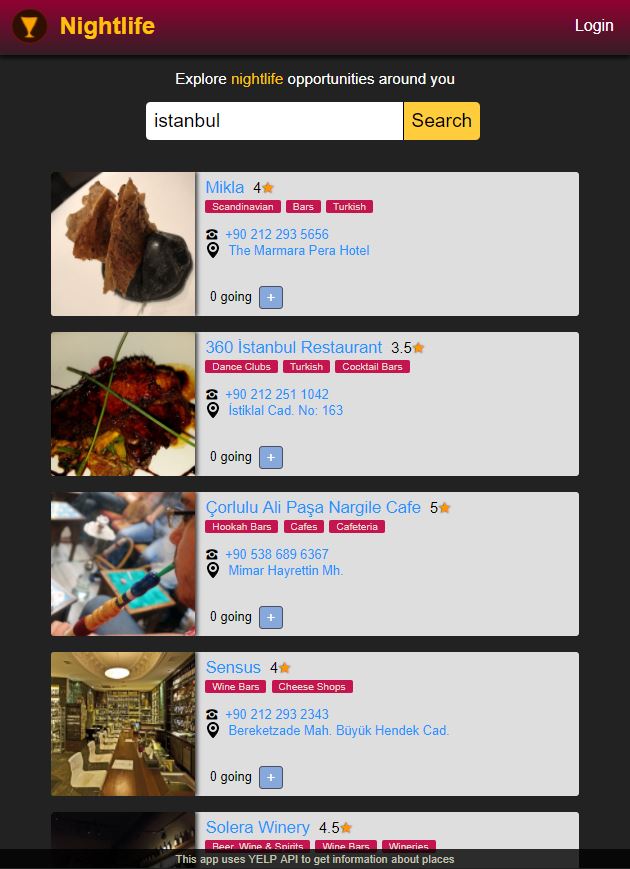 Nightlife
Login
Explore nightlife opportunities around you
istanbul
Search
Mikla 4
Scandinavian Bars Turkish
+90 212 293 5656
The Marmara Pera Hotel
0 going +
360 İstanbul Restaurant 3.5
Dance Clubs Turkish Cocktail Bars
+90 212 251 1042
İstiklal Cad. No: 163
0 going +
Çorlulu Ali Paşa Nargile Cafe 5
Hookah Bars Cafes Cafeteria
+90 538 689 6367
Mimar Hayrettin Mh.
0 going +
Sensus 4
Wine Bars Cheese Shops
+90 212 293 2343
Bereketzade Mah. Büyük Hendek Cad.
0 going +
Solera Winery 4.5
Beer, Wine & Spirits Wine Bars Wineries
This app uses YELP API to get information about places